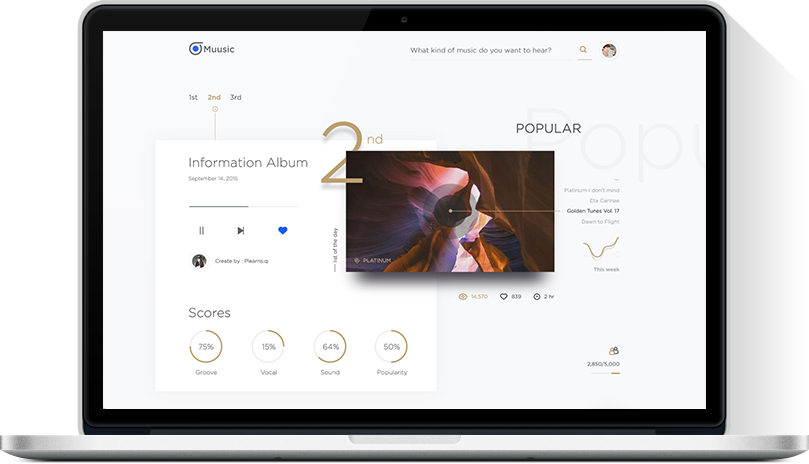 Muusic
What kind of music do you want to hear?
1st 2nd 3rd
2nd
POPULAR
Popu
Information Album
September 14, 2015
Platinum-I don't mind
Eta Carinae
Golden Tunes Vol. 17
Dawn to Flight
list of the day
Create by : Plearns.q
PLATINUM
This week
14,570 839 2 hr
Scores
75% 15% 64% 50%
Groove Vocal Sound Popularity
2,850/5,000